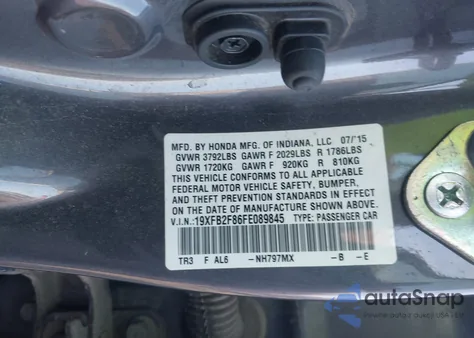 MFD. BY HONDA MFG. OF INDIANA, LLC 07/'15
GVWR 3792LBS GAWR F 2029LBS R 1786LBS
GVWR 1720KG GAWR F 920KG R 810KG
THIS VEHICLE CONFORMS TO ALL APPLICABLE
FEDERAL MOTOR VEHICLE SAFETY, BUMPER,
AND THEFT PREVENTION STANDARDS IN EFFECT
ON THE DATE OF MANUFACTURE SHOWN ABOVE.
V.I.N.:19XFB2F86FE089845 TYPE: PASSENGER CAR
TR3 F AL6 -NH797MX -B -E
autaSnap